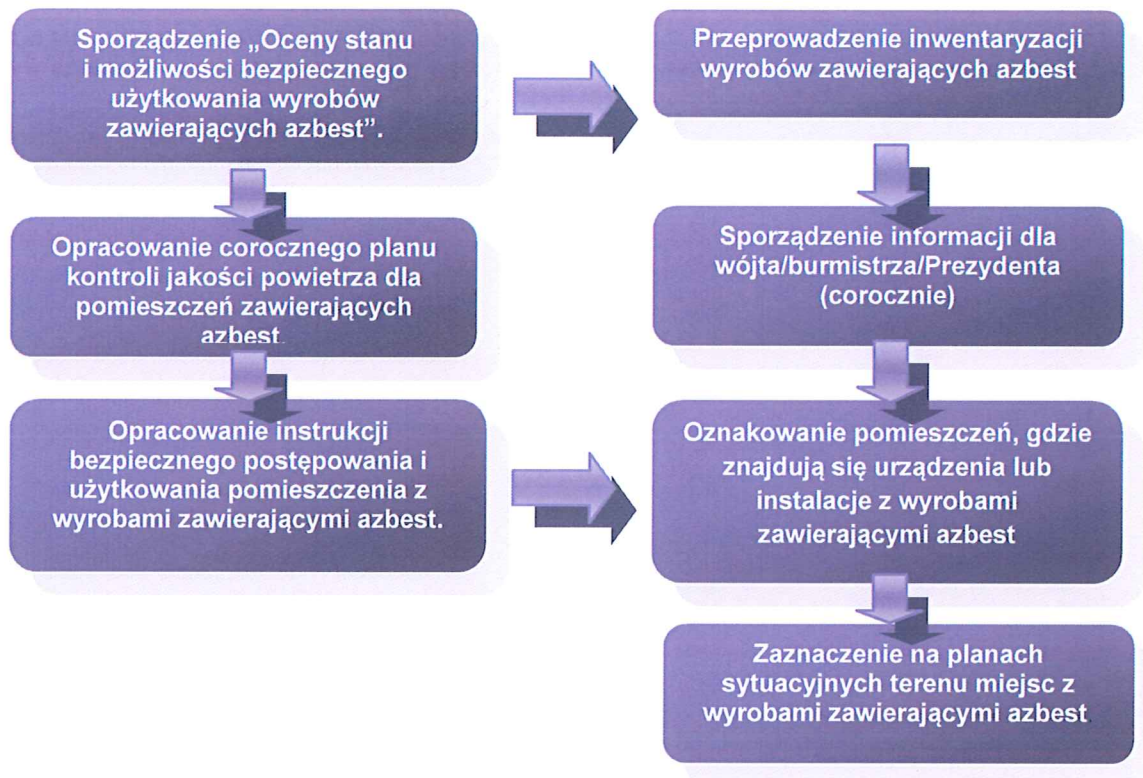 Sporządzenie „Oceny stanu
i możliwości bezpiecznego
użytkowania wyrobów
zawierających azbest”.
Opracowanie corocznego planu
kontroli jakości powietrza dla
pomieszczeń zawierających
azbest.
Opracowanie instrukcji
bezpiecznego postępowania i
użytkowania pomieszczenia z
wyrobami zawierającymi azbest.
Przeprowadzenie inwentaryzacji
wyrobów zawierających azbest
Sporządzenie informacji dla
wójta/burmistrza/Prezydenta
(corocznie)
Oznakowanie pomieszczeń, gdzie
znajdują się urządzenia lub
instalacje z wyrobami
zawierającymi azbest
Zaznaczenie na planach
sytuacyjnych terenu miejsc z
wyrobami zawierającymi azbest